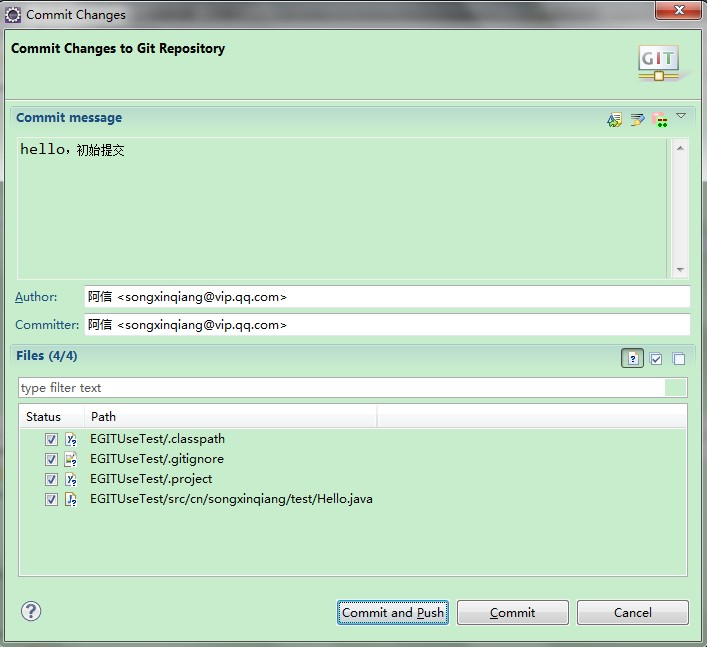 Commit Changes
Commit Changes to Git Repository
GIT
Commit message
hello，初始提交
Author: 阿信 <songxinqiang@vip.qq.com>
Committer: 阿信 <songxinqiang@vip.qq.com>
Files (4/4)
type filter text
Status Path
EGITUseTest/.classpath
EGITUseTest/.gitignore
EGITUseTest/.project
EGITUseTest/src/cn/songxinqiang/test/Hello.java
Commit and Push Commit Cancel